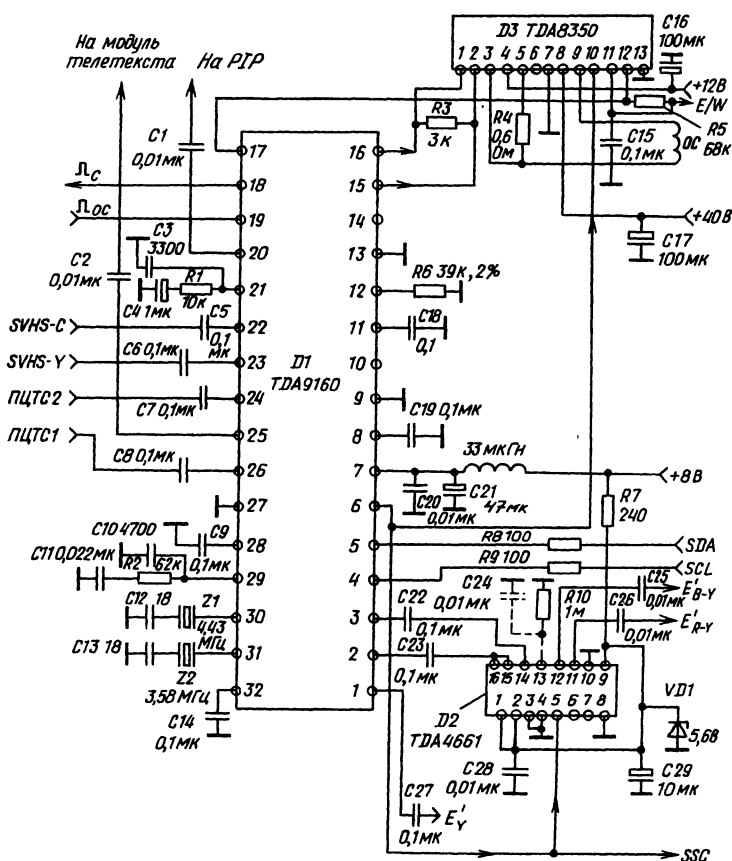 На модуль
телетекста
На PIP
D3 TDA8350
1 2 3 4 5 6 7 8 9 10 11 12 13
C16
100мк
+12В
E/W
R3
3к
R4
0,6
Ом
C15
0,1мк
R5
68к
ОС
+40В
C17
100мк
C1
0,01мк
C2
0,01мк
С
ОС
C3
3300
R1
10к
C4 1мк
C5
0,1
мк
SVHS-C
SVHS-Y
C6 0,1мк
ПЦТС2
C7 0,1мк
ПЦТС1
C8 0,1мк
C9
0,1мк
C10 4700
C11 0,022мк
R2
62к
C12 18
Z1
4,43
МГц
C13 18
Z2
3,58МГц
C14
0,1мк
D1
TDA9160
17
18
19
20
21
22
23
24
25
26
27
28
29
30
31
32
16
15
14
13
12
11
10
9
8
7
6
5
4
3
2
1
R6 39к, 2%
C18
0,1
C19 0,1мк
33мкГн
+8В
C20
0,01мк
C21
47мк
R7
240
R8 100
SDA
R9 100
SCL
C22
0,1мк
C23
0,1мк
C24
0,01мк
R10
1м
C25
0,01мк
E'B-Y
C26
0,01мк
E'R-Y
16 15 14 13 12 11 10 9
1 2 3 4 5 6 7 8
D2
TDA4661
VD1
5,6В
C28
0,01мк
C29
10мк
C27
0,1мк
E'Y
SSC